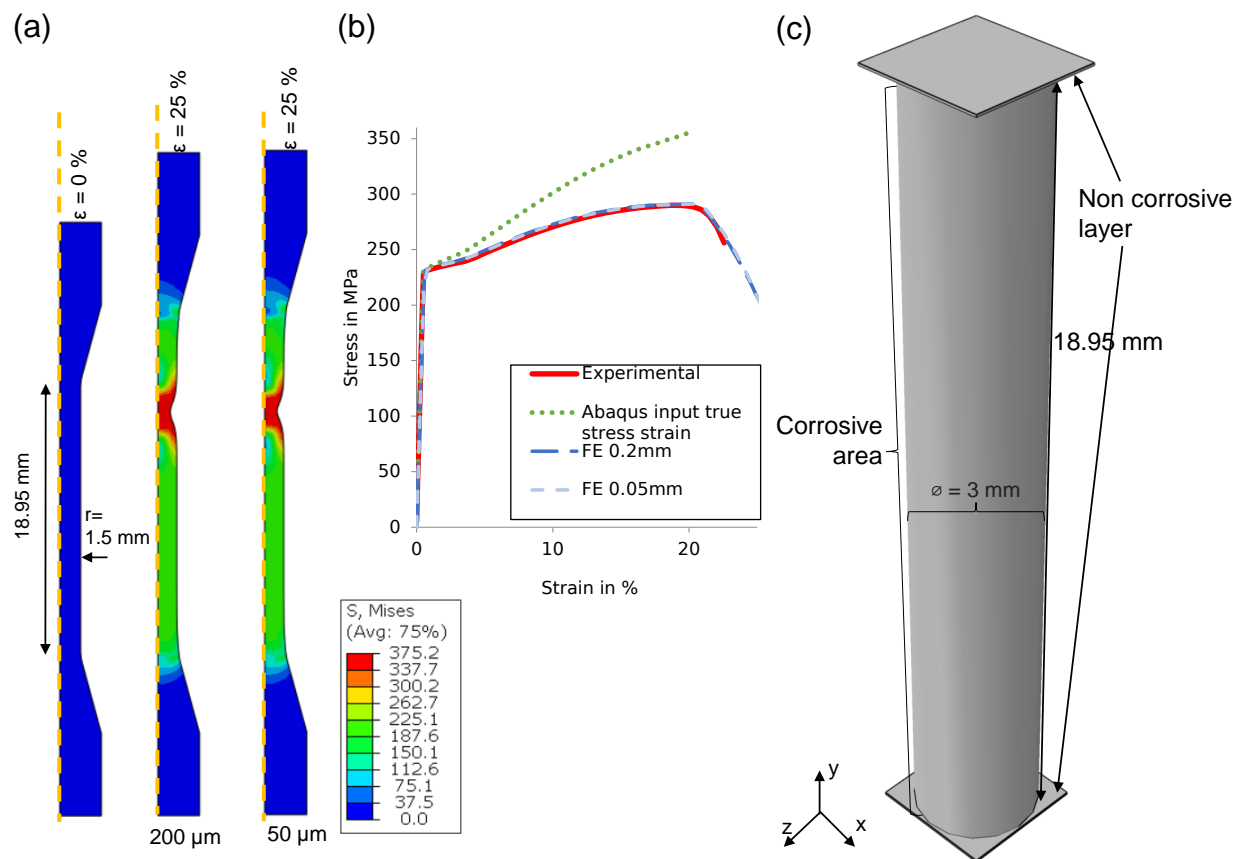 (a)
ε = 0 %
ε = 25 %
ε = 25 %
18.95 mm
r=
1.5 mm
200 µm
50 µm
(b)
Stress in MPa
350
300
250
200
150
100
50
0
0
10
20
Strain in %
Experimental
Abaqus input true
stress strain
FE 0.2mm
FE 0.05mm
S, Mises
(Avg: 75%)
375.2
337.7
300.2
262.7
225.1
187.6
150.1
112.6
75.1
37.5
0.0
(c)
Non corrosive
layer
18.95 mm
Corrosive
area
⌀ = 3 mm
y
z
x